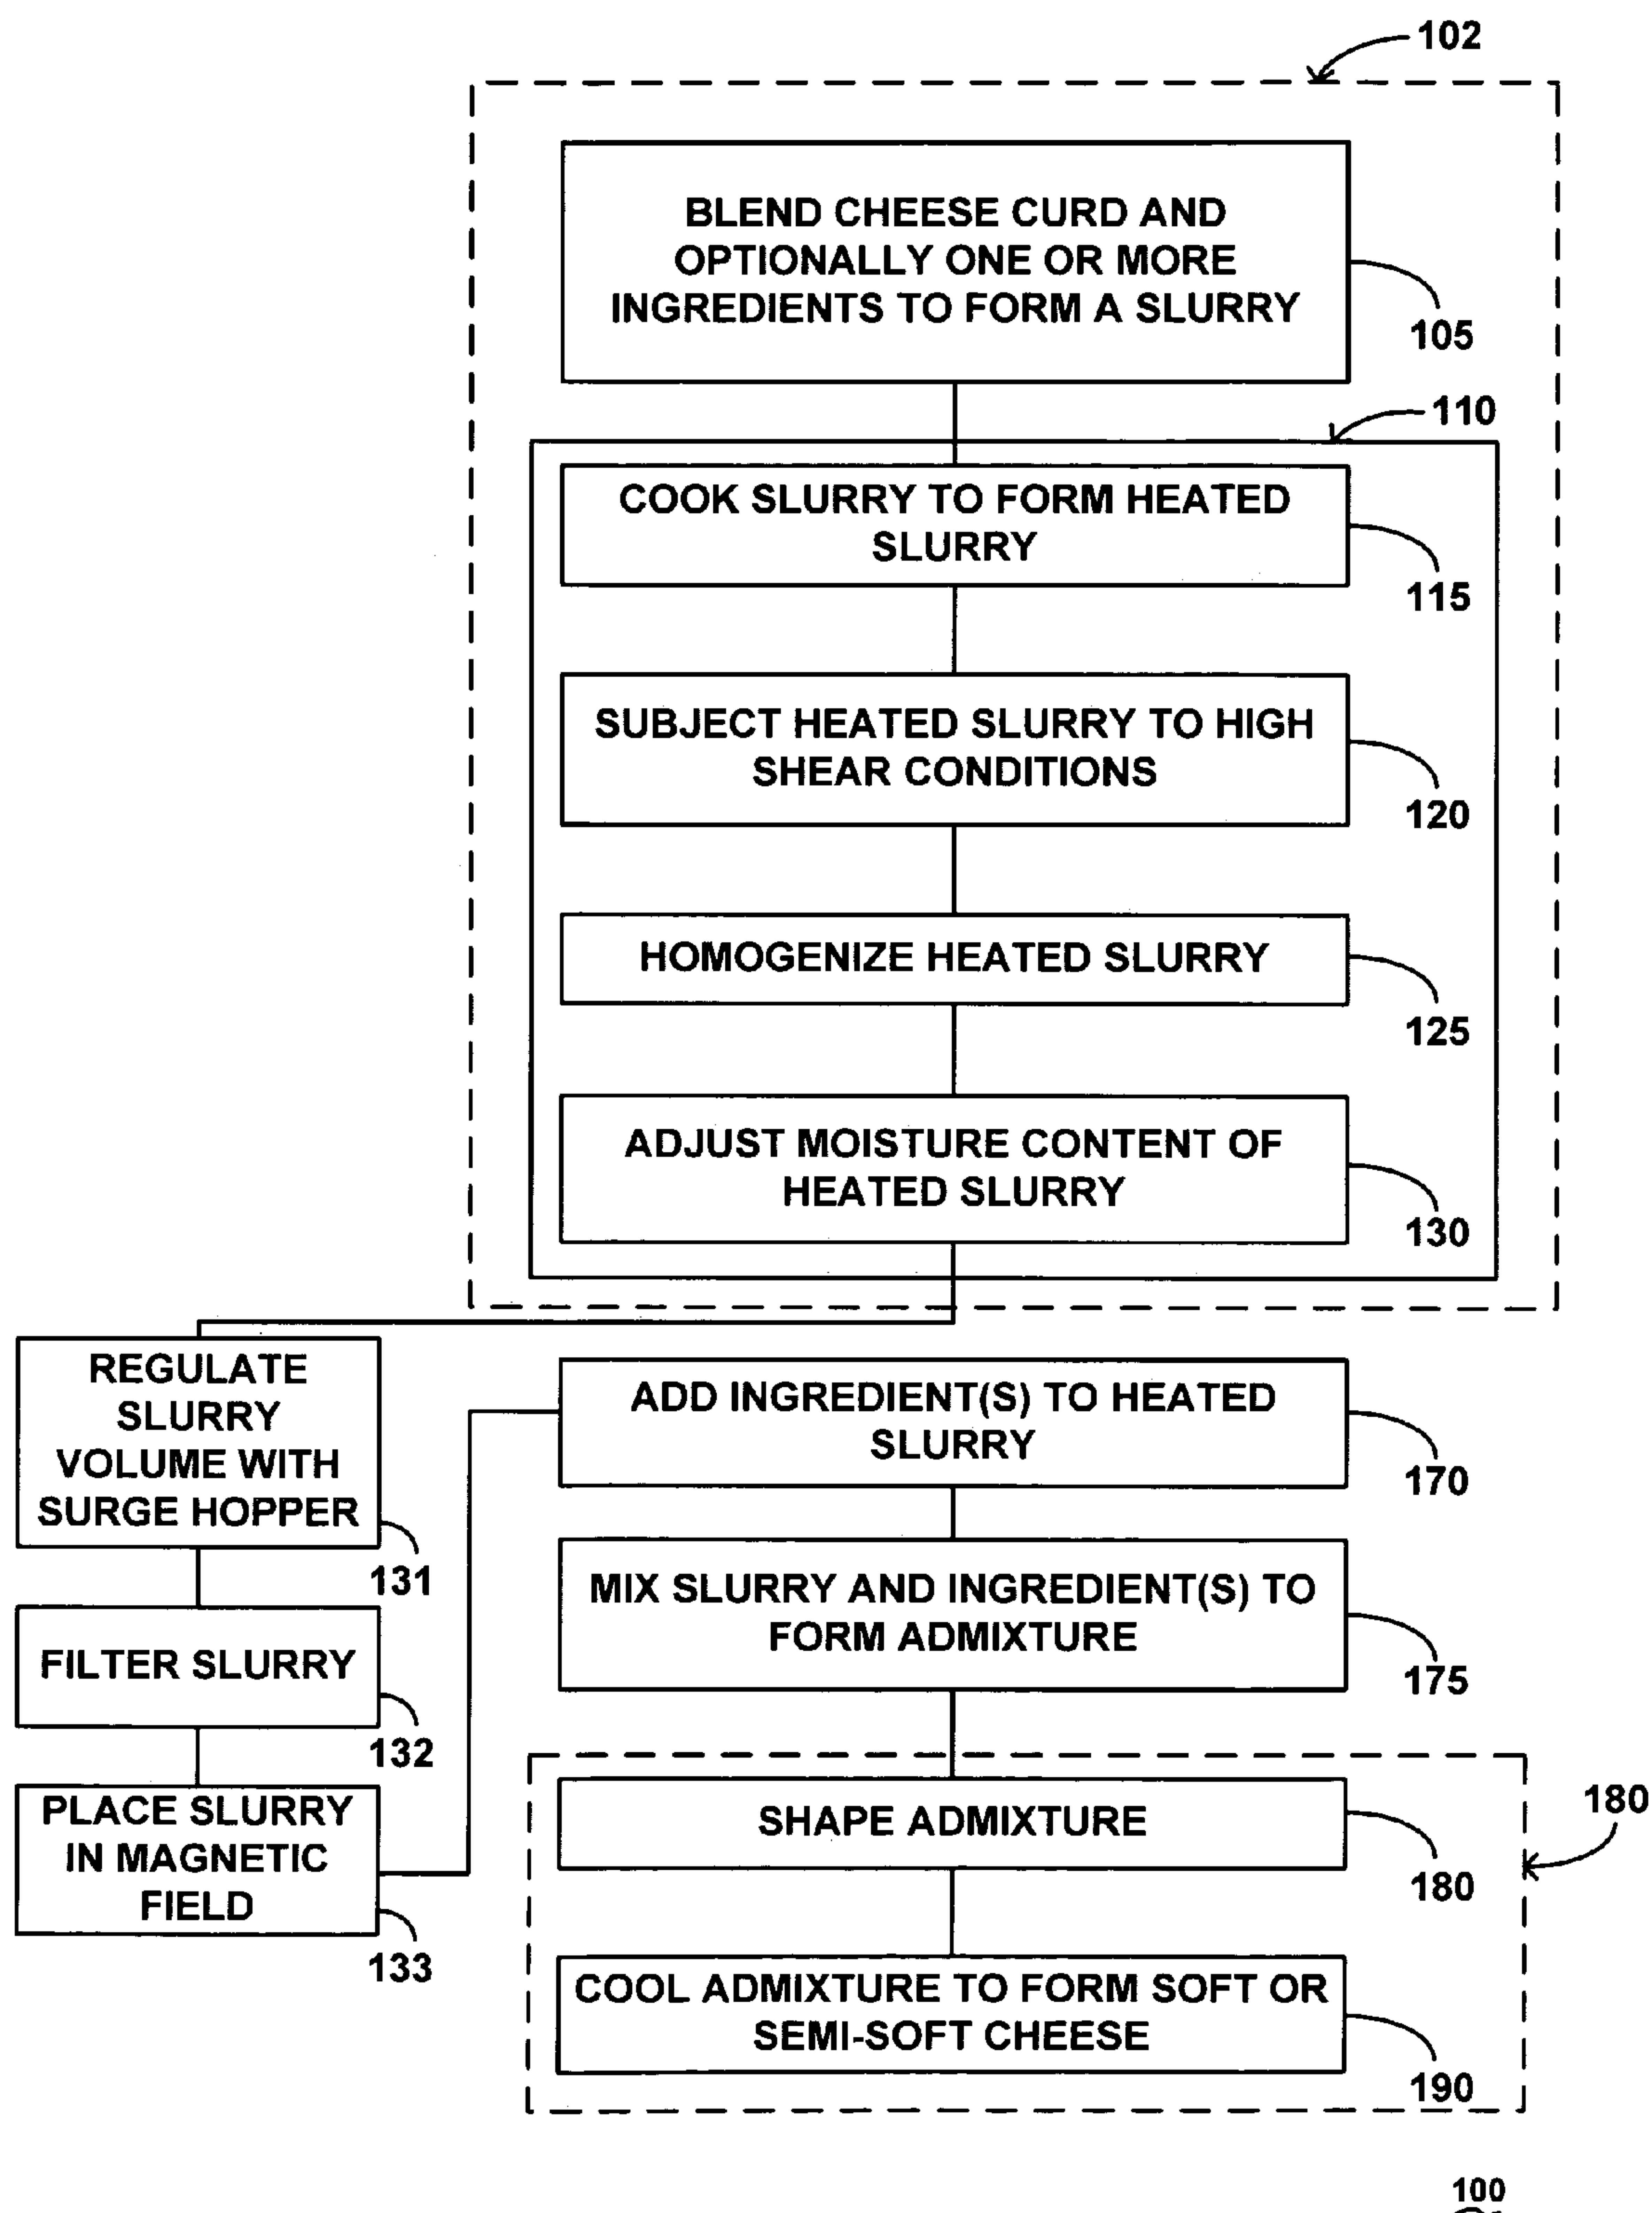 102
BLEND CHEESE CURD AND
OPTIONALLY ONE OR MORE
INGREDIENTS TO FORM A SLURRY
105
110
COOK SLURRY TO FORM HEATED
SLURRY
115
SUBJECT HEATED SLURRY TO HIGH
SHEAR CONDITIONS
120
HOMOGENIZE HEATED SLURRY
125
ADJUST MOISTURE CONTENT OF
HEATED SLURRY
130
REGULATE
SLURRY
VOLUME WITH
SURGE HOPPER
131
FILTER SLURRY
132
PLACE SLURRY
IN MAGNETIC
FIELD
133
ADD INGREDIENT(S) TO HEATED
SLURRY
170
MIX SLURRY AND INGREDIENT(S) TO
FORM ADMIXTURE
175
180
SHAPE ADMIXTURE
180
COOL ADMIXTURE TO FORM SOFT OR
SEMI-SOFT CHEESE
190
100